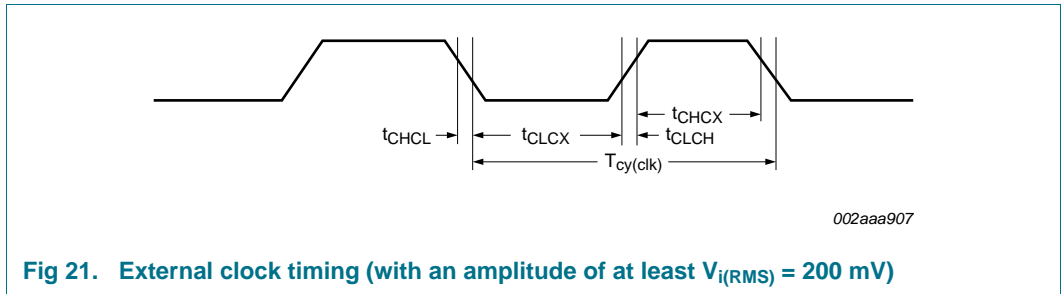 tCHCX
tCHCL tCLCX tCLCH
Tcy(clk)
002aaa907
Fig 21. External clock timing (with an amplitude of at least Vi(RMS) = 200 mV)